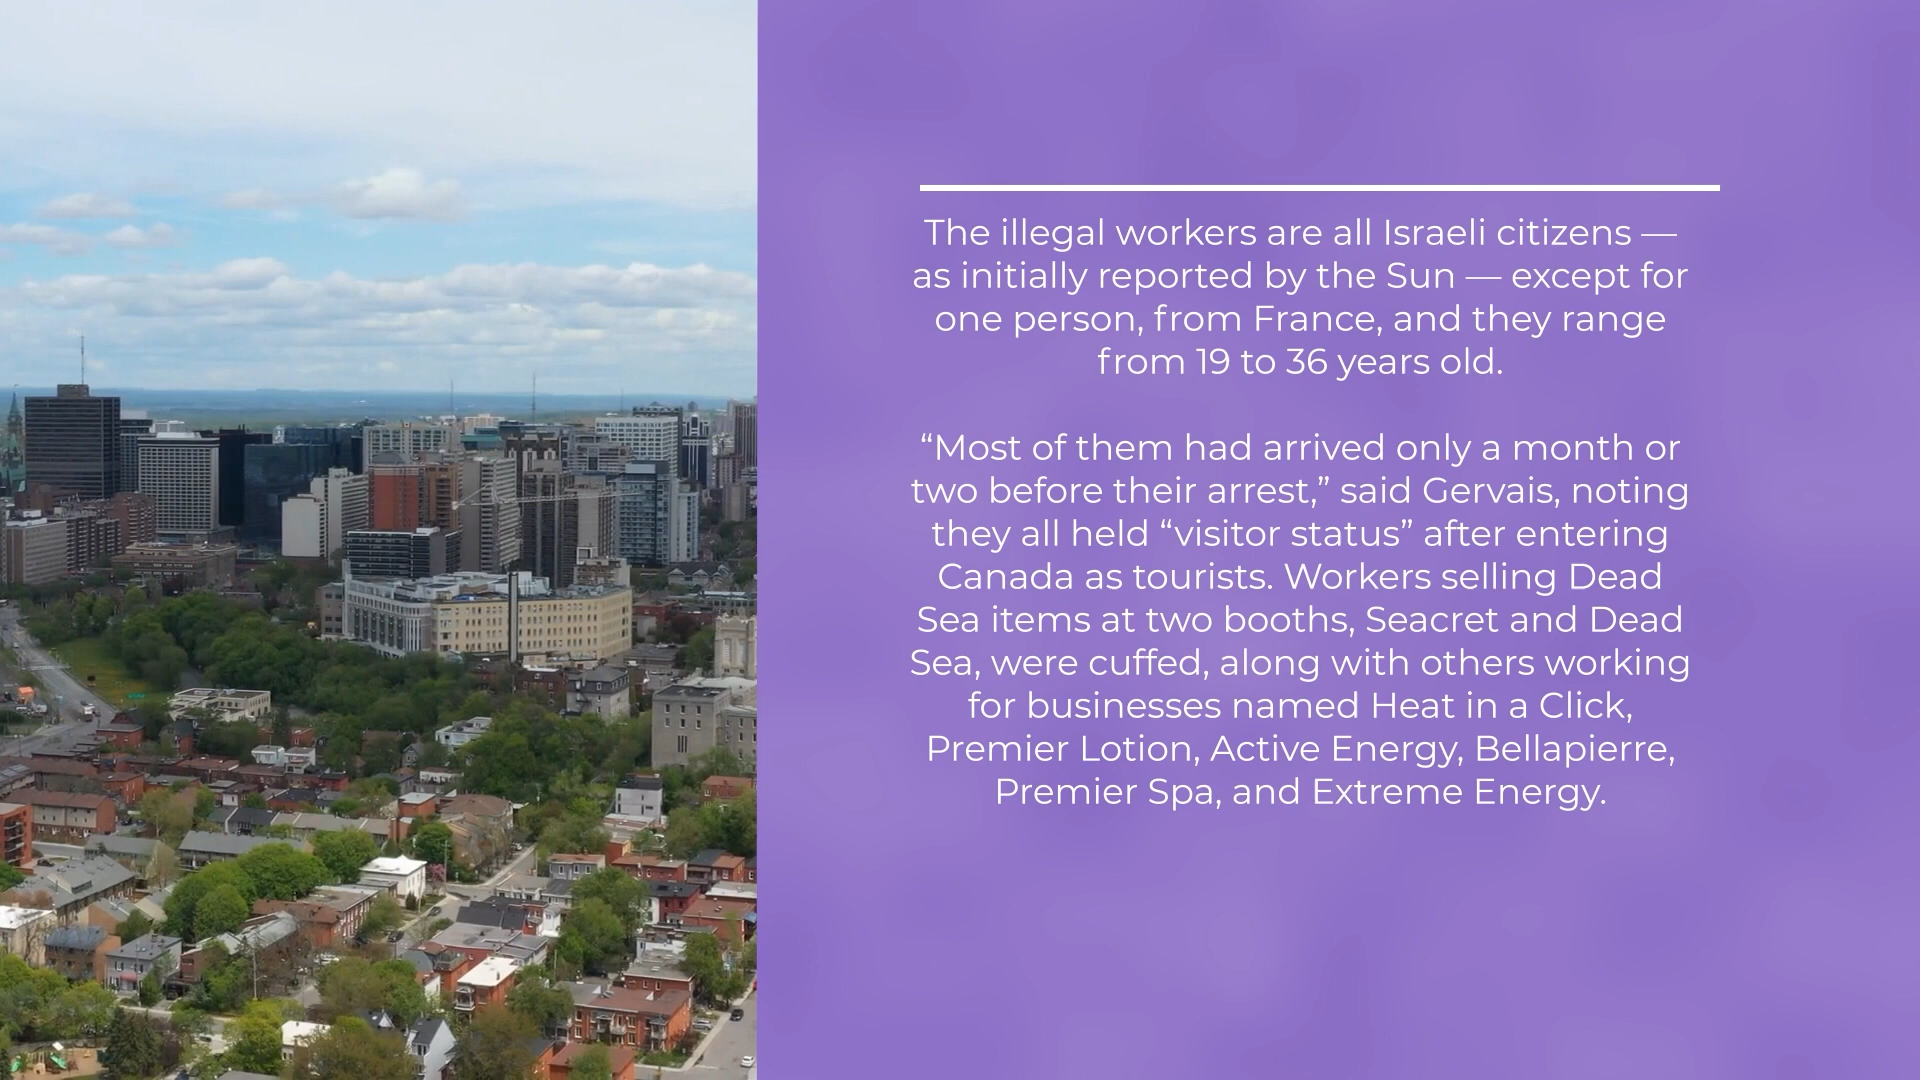 The illegal workers are all Israeli citizens —
as initially reported by the Sun — except for
one person, from France, and they range
from 19 to 36 years old.
“Most of them had arrived only a month or
two before their arrest,” said Gervais, noting
they all held “visitor status” after entering
Canada as tourists. Workers selling Dead
Sea items at two booths, Seacret and Dead
Sea, were cuffed, along with others working
for businesses named Heat in a Click,
Premier Lotion, Active Energy, Bellapierre,
Premier Spa, and Extreme Energy.